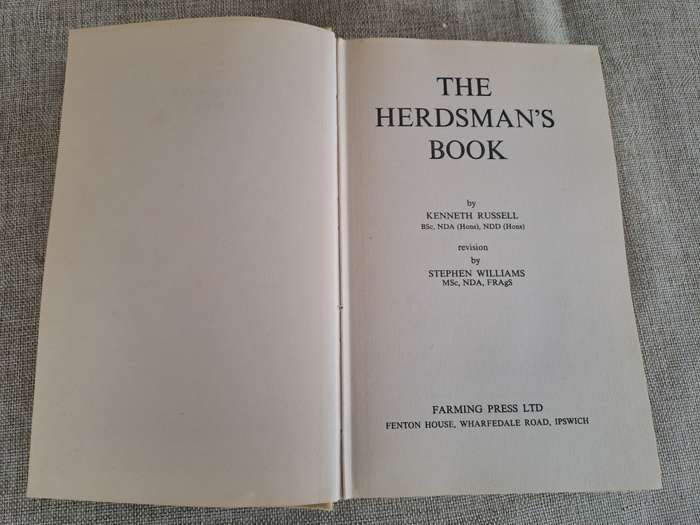 THE
HERDSMAN'S
BOOK
by
KENNETH RUSSELL
BSc, NDA (Hons), NDD (Hons)
revision
by
STEPHEN WILLIAMS
MSc, NDA, FRAgS
FARMING PRESS LTD
FENTON HOUSE, WHARFEDALE ROAD, IPSWICH